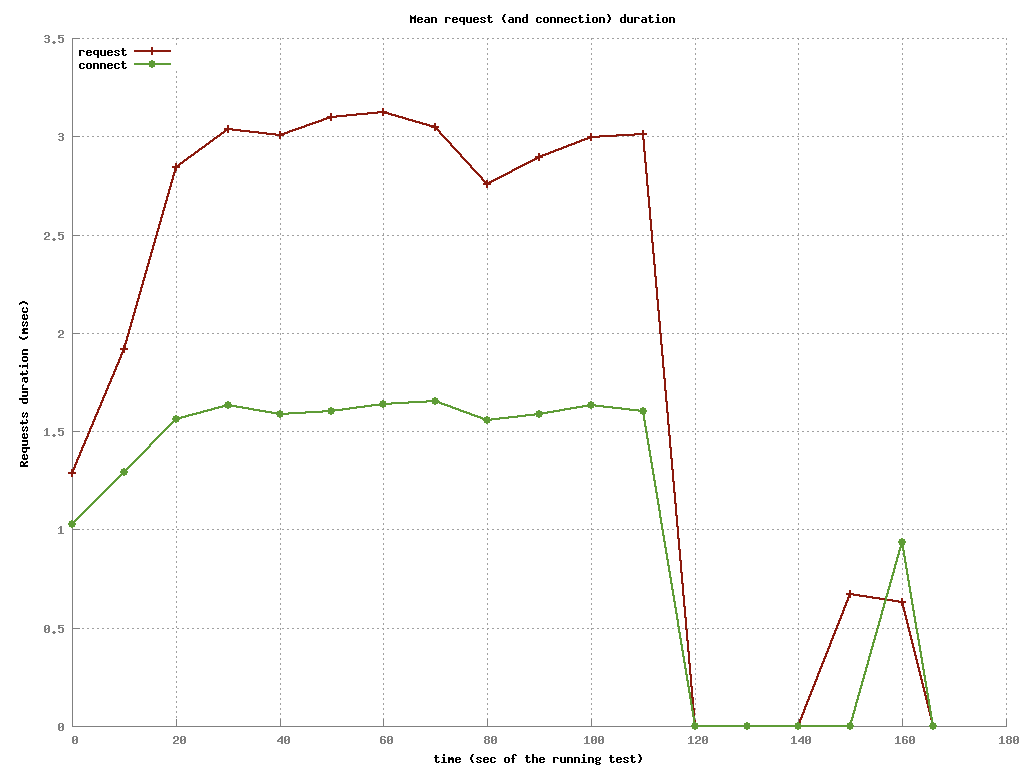 Mean request (and connection) duration
request
connect
3.5
3
2.5
2
1.5
1
0.5
0
Requests duration (msec)
0 20 40 60 80 100 120 140 160 180
time (sec of the running test)